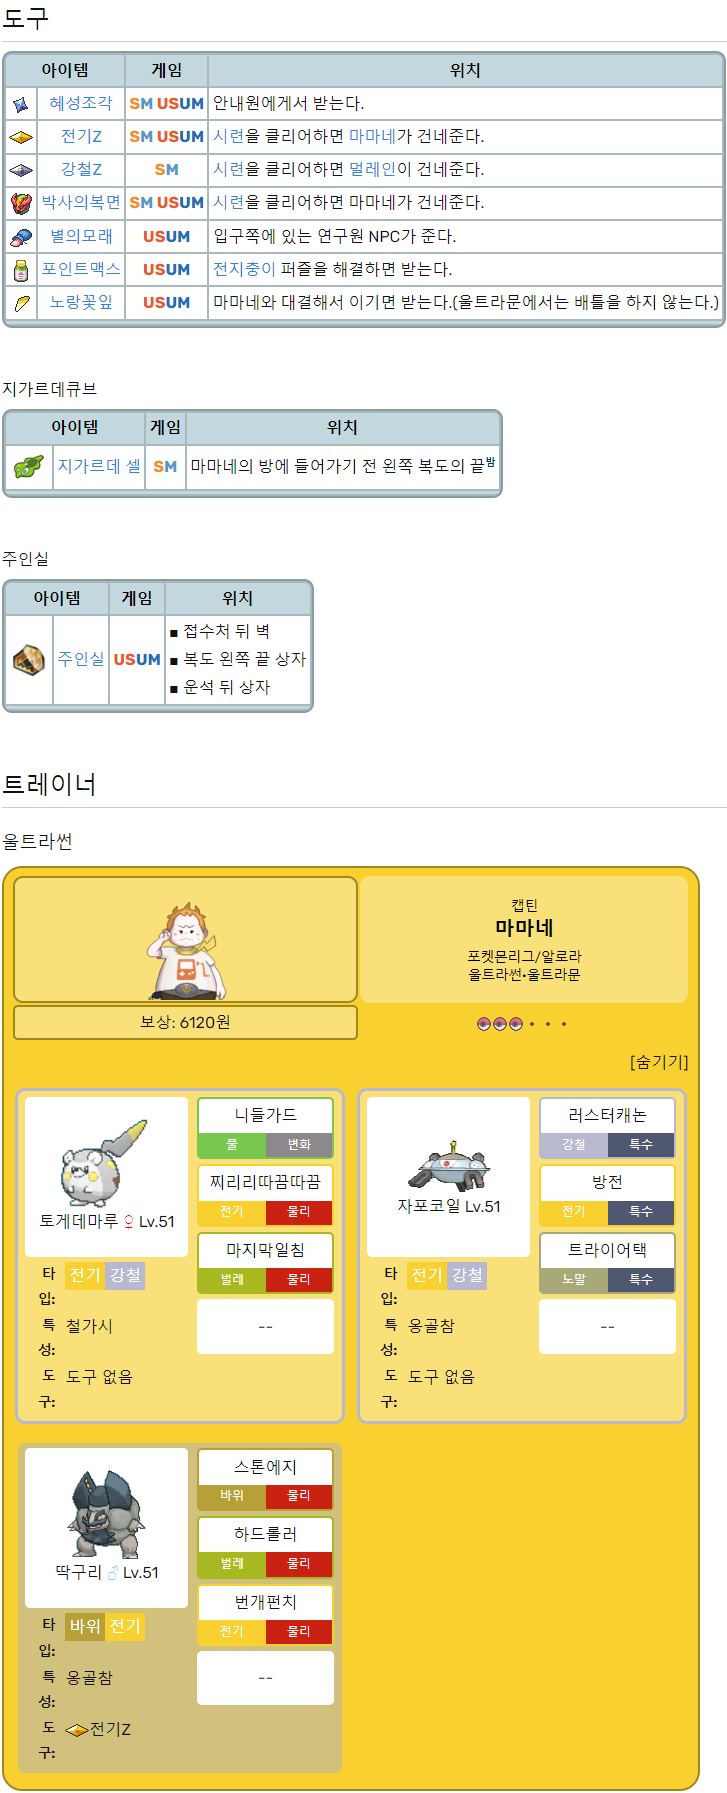 도구
아이템 게임 위치
혜성조각 SM USUM 안내원에게서 받는다.
전기Z SM USUM 시련을 클리어하면 마마네가 건네준다.
강철Z SM 시련을 클리어하면 멀레인이 건네준다.
박사의복면 SM USUM 시련을 클리어하면 마마네가 건네준다.
별의모래 USUM 입구쪽에 있는 연구원 NPC가 준다.
포인트맥스 USUM 전지충이 퍼즐을 해결하면 받는다.
노랑꽃잎 USUM 마마네와 대결해서 이기면 받는다.(울트라문에서는 배틀을 하지 않는다.)
지가르데큐브
아이템 게임 위치
지가르데 셀 SM 마마네의 방에 들어가기 전 왼쪽 복도의 끝밤
주인실
아이템 게임 위치
주인실 USUM
■ 접수처 뒤 벽
■ 복도 왼쪽 끝 상자
■ 운석 뒤 상자
트레이너
울트라썬
캡틴
마마네
포켓몬리그/알로라
울트라썬·울트라문
보상: 6120원
[숨기기]
토게데마루 ♀ Lv.51
니들가드
풀 변화
찌리리따끔따끔
전기 물리
마지막일침
벌레 물리
--
타입: 전기 강철
특성: 철가시
도구: 도구 없음
자포코일 Lv.51
러스터캐논
강철 특수
방전
전기 특수
트라이어택
노말 특수
--
타입: 전기 강철
특성: 옹골참
도구: 도구 없음
딱구리 ♂ Lv.51
스톤에지
바위 물리
하드롤러
벌레 물리
번개펀치
전기 물리
--
타입: 바위 전기
특성: 옹골참
도구: 전기Z